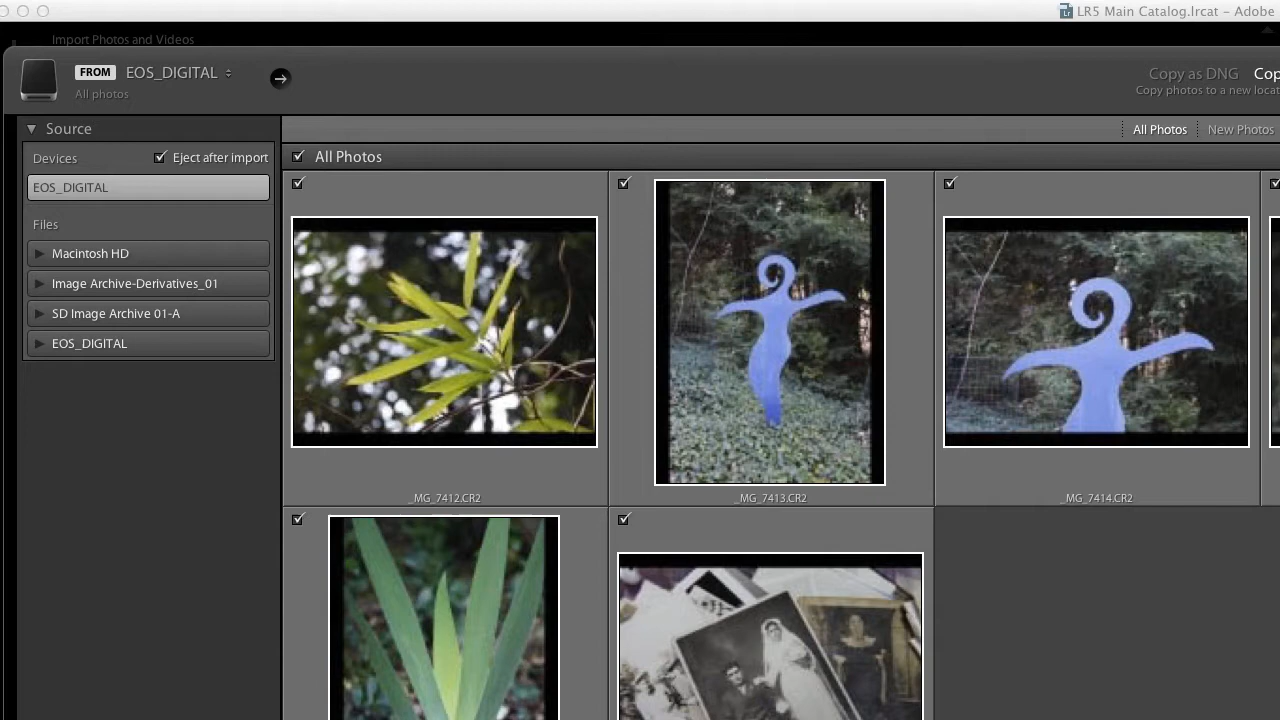 LR5 Main Catalog.lrcat - Adobe
Import Photos and Videos
FROM EOS_DIGITAL
All photos
Copy as DNG Cop
Copy photos to a new locat
Source
All Photos New Photos
Devices Eject after import
All Photos
EOS_DIGITAL
Files
Macintosh HD
Image Archive-Derivatives_01
SD Image Archive 01-A
EOS_DIGITAL
_MG_7412.CR2
_MG_7413.CR2
_MG_7414.CR2